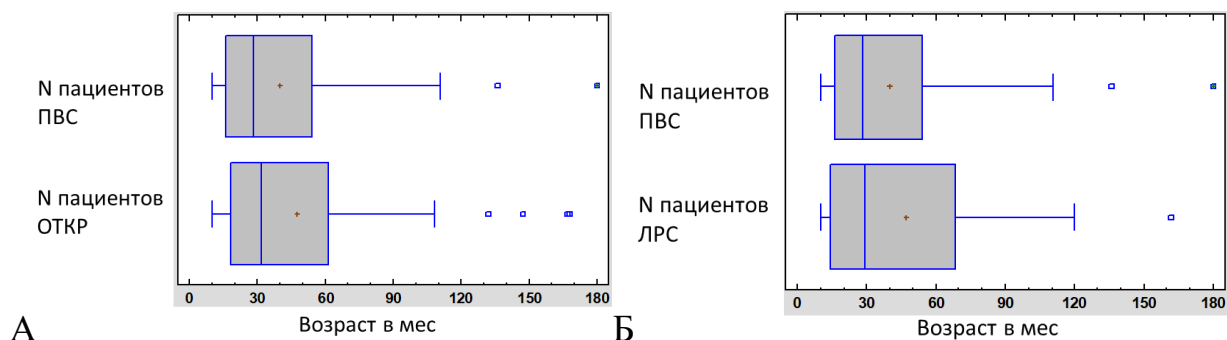 N пациентов
ПВС
N пациентов
ОТКР
0 30 60 90 120 150 180
Возраст в мес
А
N пациентов
ПВС
N пациентов
ЛРС
0 30 60 90 120 150 180
Возраст в мес
Б